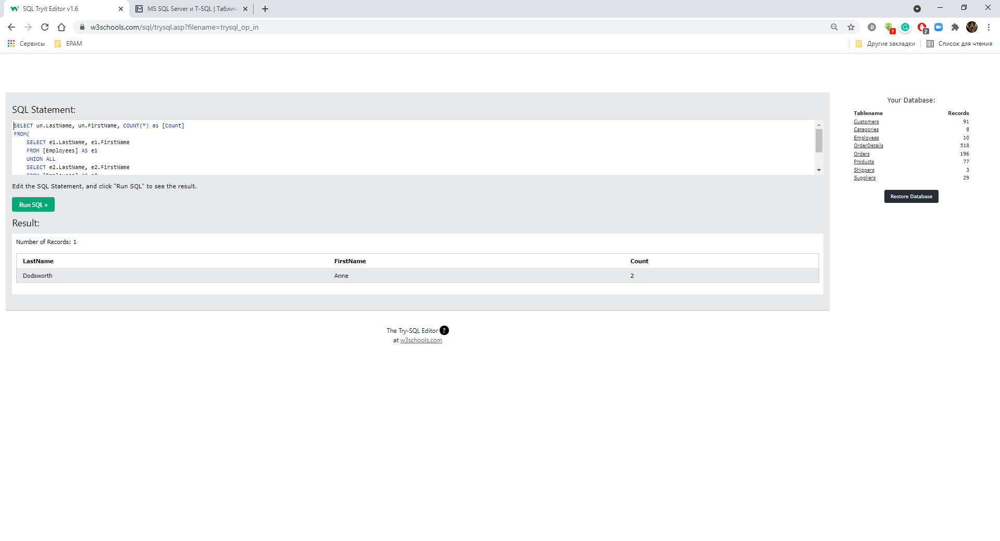 SQL Tryit Editor v1.6
MS SQL Server и T-SQL | Таблич
w3schools.com/sql/trysql.asp?filename=trysql_op_in
Сервисы
EPAM
Другие закладки
Список для чтения
SQL Statement:
SELECT un.LastName, un.FirstName, COUNT(*) as [Count]
FROM(
SELECT e1.LastName, e1.FirstName
FROM [Employees] AS e1
UNION ALL
SELECT e2.LastName, e2.FirstName
Edit the SQL Statement, and click "Run SQL" to see the result.
Run SQL »
Result:
Number of Records: 1
LastName FirstName Count
Dodsworth Anne 2
The Try-SQL Editor ?
at w3schools.com
Your Database:
Tablename Records
Customers 91
Categories 8
Employees 10
OrderDetails 518
Orders 196
Products 77
Shippers 3
Suppliers 29
Restore Database